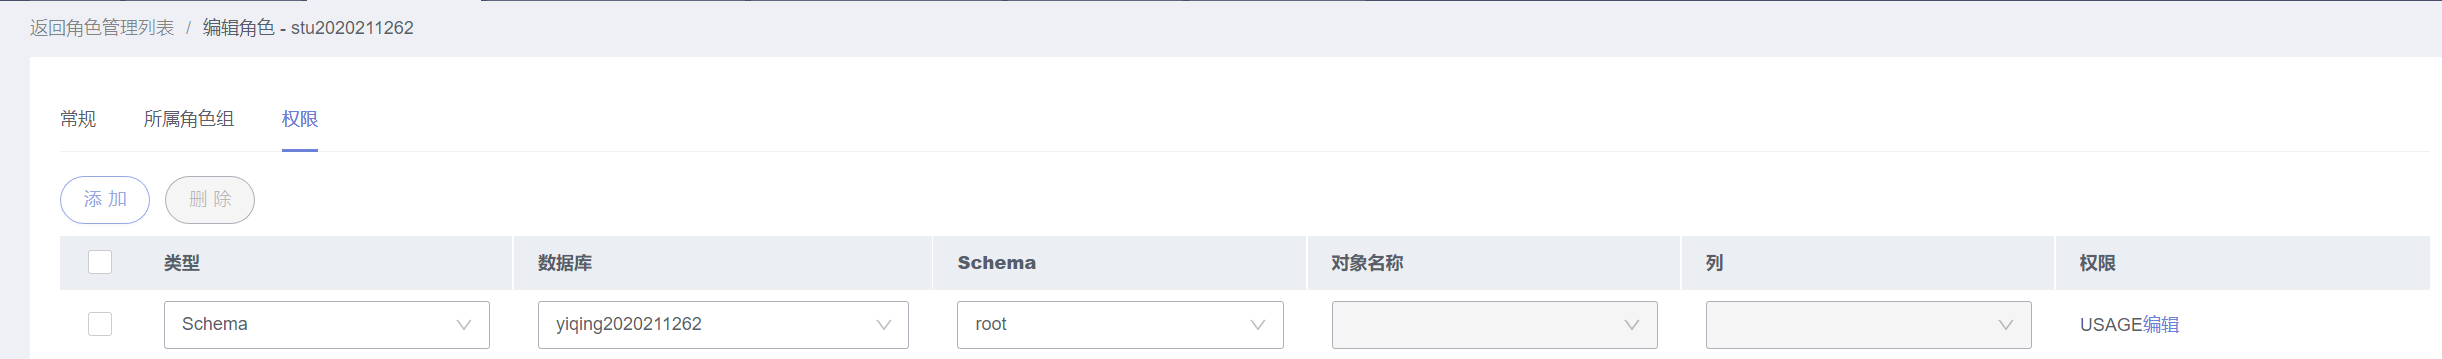 返回角色管理列表 / 编辑角色 - stu2020211262
常规 所属角色组 权限
添加 删除
类型 数据库 Schema 对象名称 列 权限
Schema yiqing2020211262 root USAGE编辑